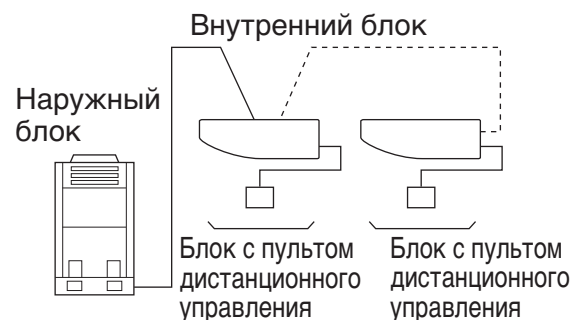 Внутренний блок
Наружный
блок
Блок с пультом
дистанционного
управления
Блок с пультом
дистанционного
управления